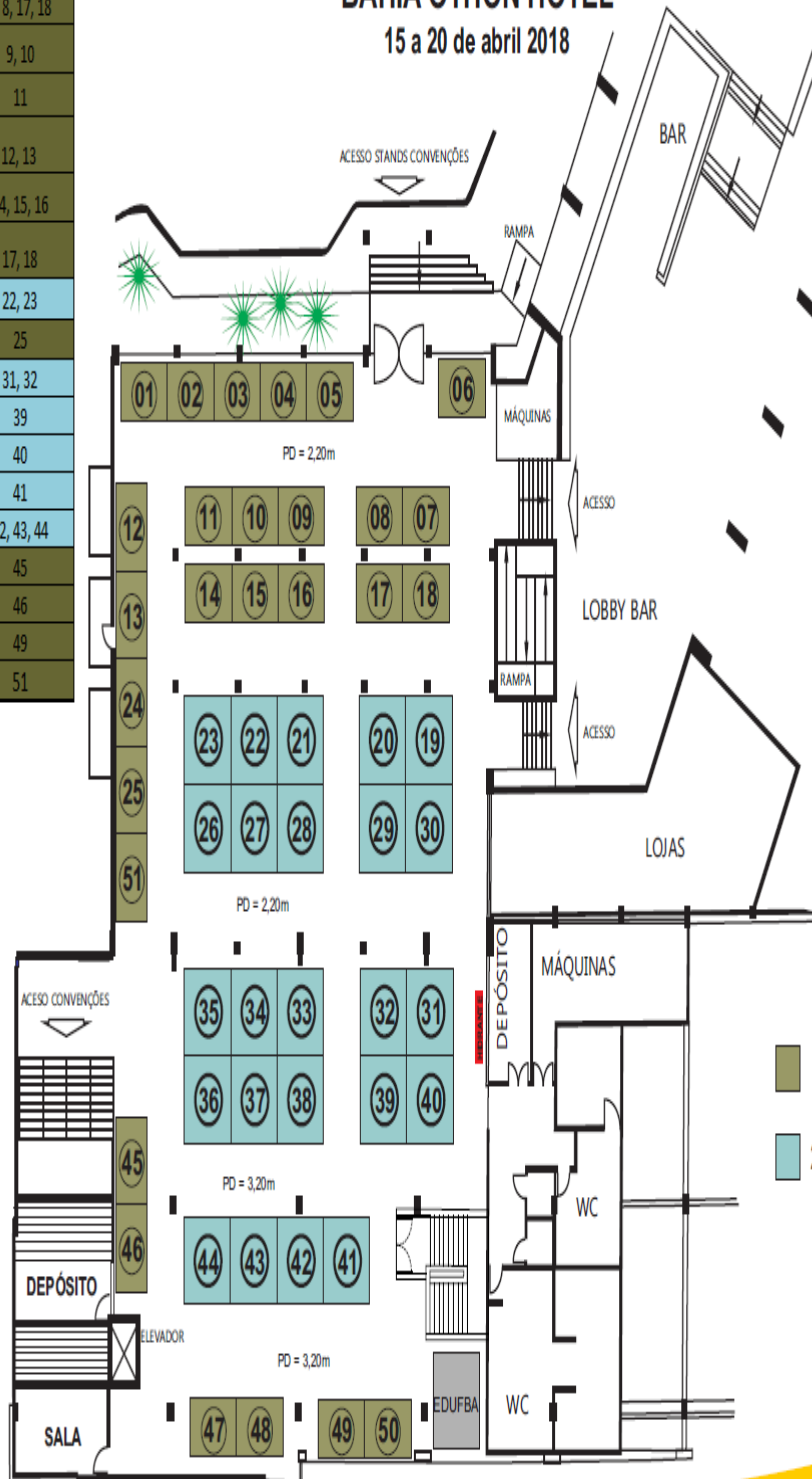 8, 17, 18
9, 10
11
12, 13
4, 15, 16
17, 18
22, 23
25
31, 32
39
40
41
2, 43, 44
45
46
49
51
BAHIA OTHON HOTEL
15 a 20 de abril 2018
ACESSO STANDS CONVENÇÕES
BAR
RAMPA
01 02 03 04 05 06
MÁQUINAS
PD = 2,20m
ACESSO
12 11 10 09 08 07
13 14 15 16 17 18
LOBBY BAR
RAMPA
24 23 22 21 20 19
ACESSO
25 26 27 28 29 30
LOJAS
51
PD = 2,20m
DEPÓSITO
MÁQUINAS
ACESO CONVENÇÕES
HIDRANTE
35 34 33 32 31
36 37 38 39 40
45
PD = 3,20m
WC
46 44 43 42 41
DEPÓSITO
ELEVADOR
PD = 3,20m
EDUFBA
WC
SALA
47 48 49 50